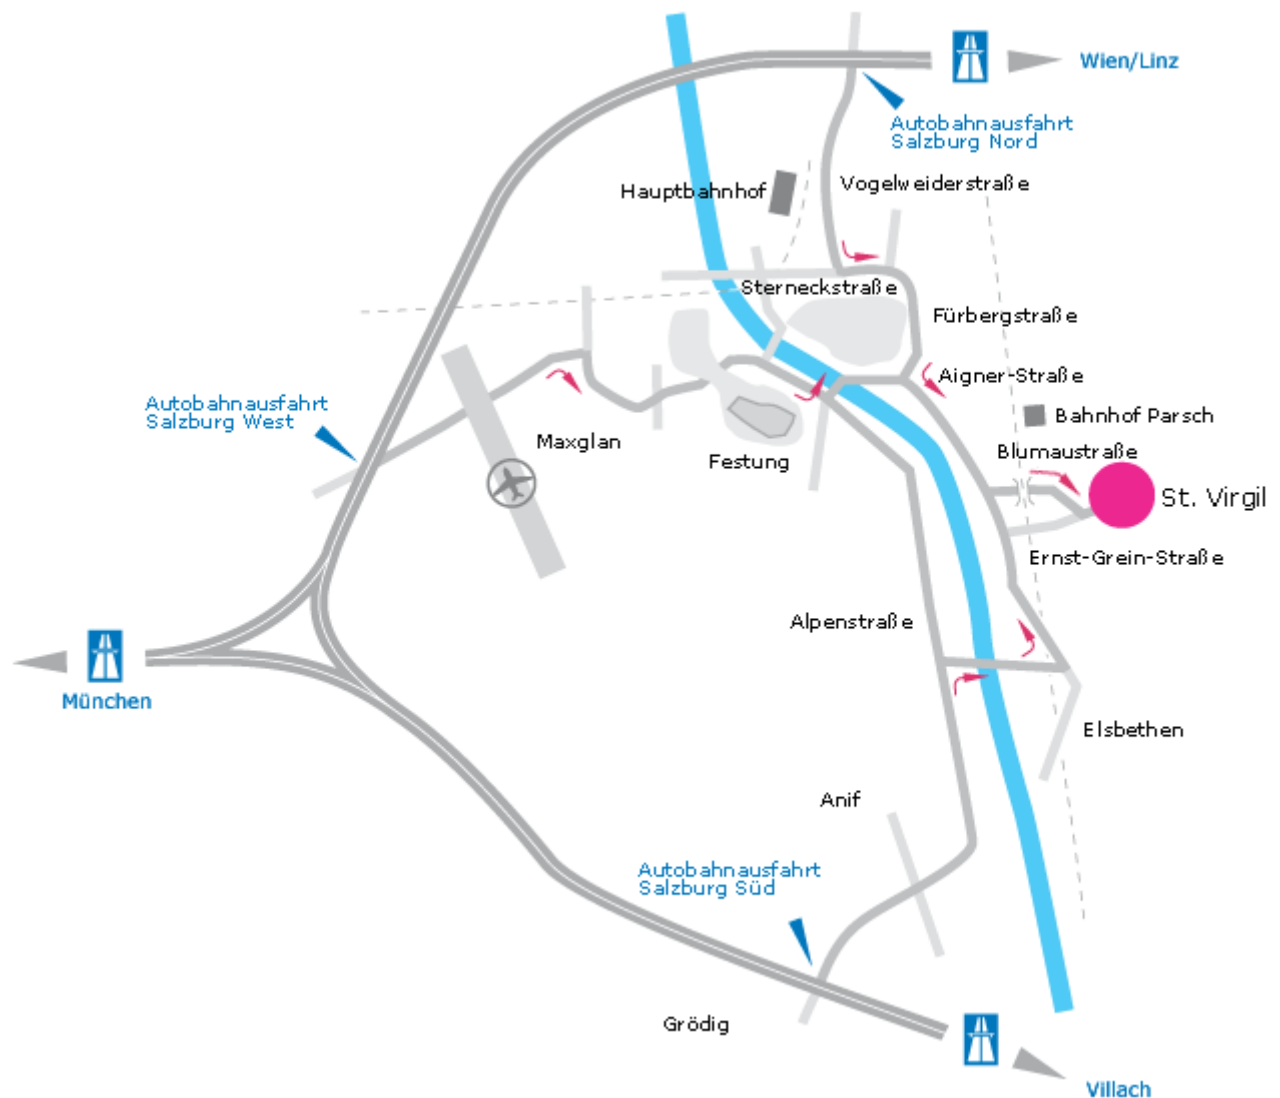 Wien/Linz
Autobahnausfahrt
Salzburg Nord
Hauptbahnhof
Vogelweiderstraße
Sterneckstraße
Fürbergstraße
Aigner-Straße
Autobahnausfahrt
Salzburg West
Bahnhof Parsch
Maxglan
Blumaustraße
Festung
St. Virgil
Ernst-Grein-Straße
Alpenstraße
München
Elsbethen
Anif
Autobahnausfahrt
Salzburg Süd
Grödig
Villach